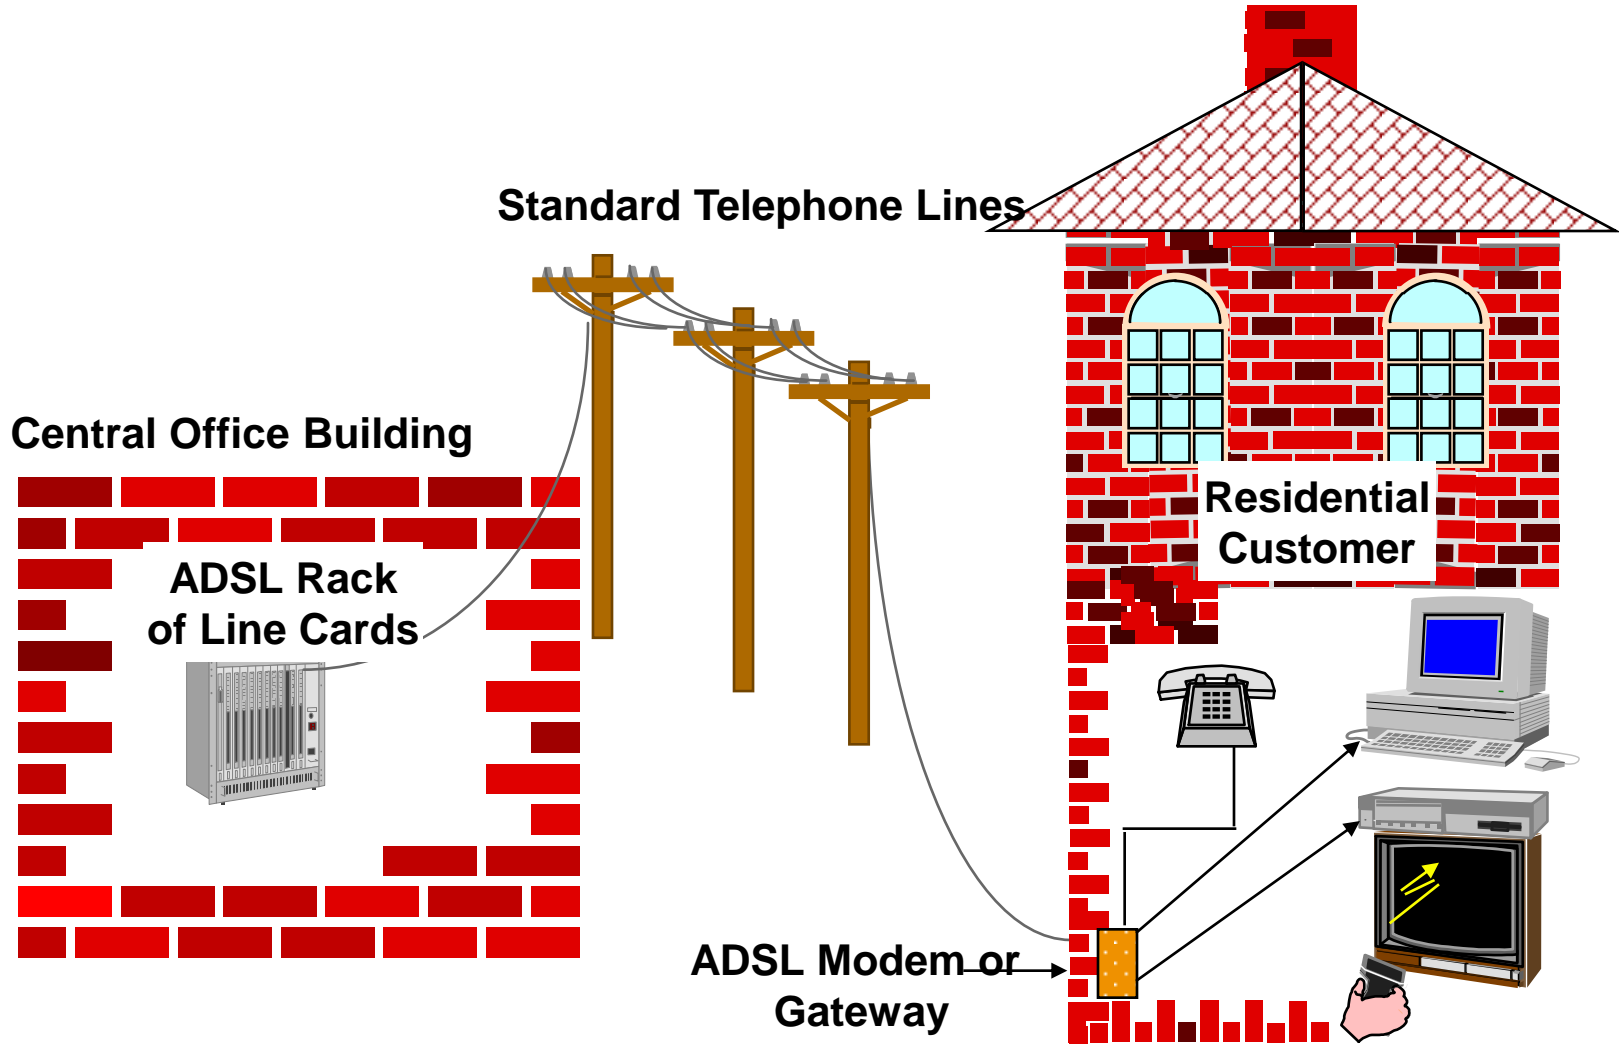 Standard Telephone Lines
Central Office Building
ADSL Rack
of Line Cards
Residential
Customer
ADSL Modem or
Gateway